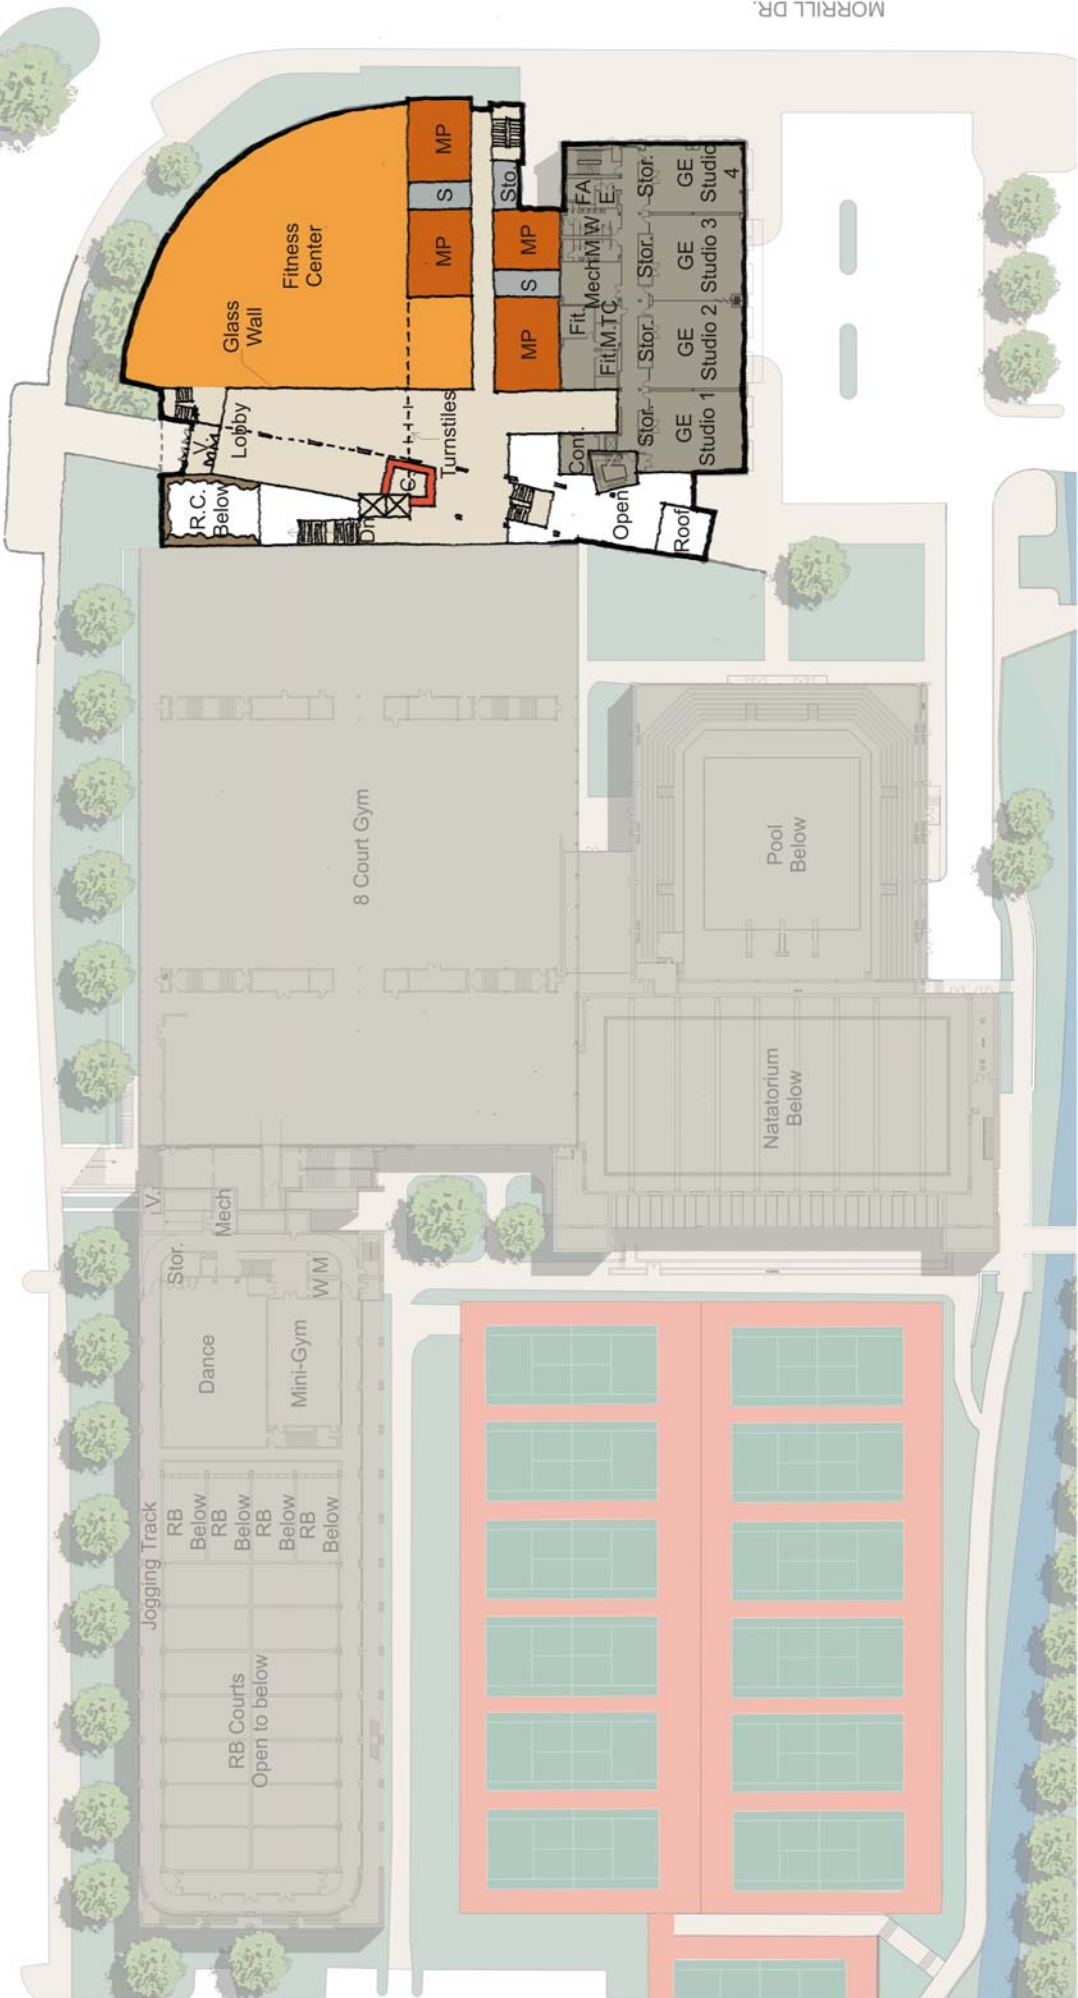 MORRILL DR.
MP
S
MP
Sto.
MP
S
MP
Fitness
Center
Glass
Wall
FA
E.
W
M
Mech
Fit.
Fit.M.TC
Stor.
Stor.
Stor.
Stor.
GE
Studio
4
GE
Studio 3
GE
Studio 2
GE
Studio 1
Lobby
V.
Turnstiles
C.
Conf.
R.C.
Below
Dn
Open
Roof
8 Court Gym
Pool
Below
Natatorium
Below
V.
Mech
Stor.
W M
Dance
Mini-Gym
Jogging Track
RB
Below
RB
Below
RB
Below
RB
Below
RB Courts
Open to below